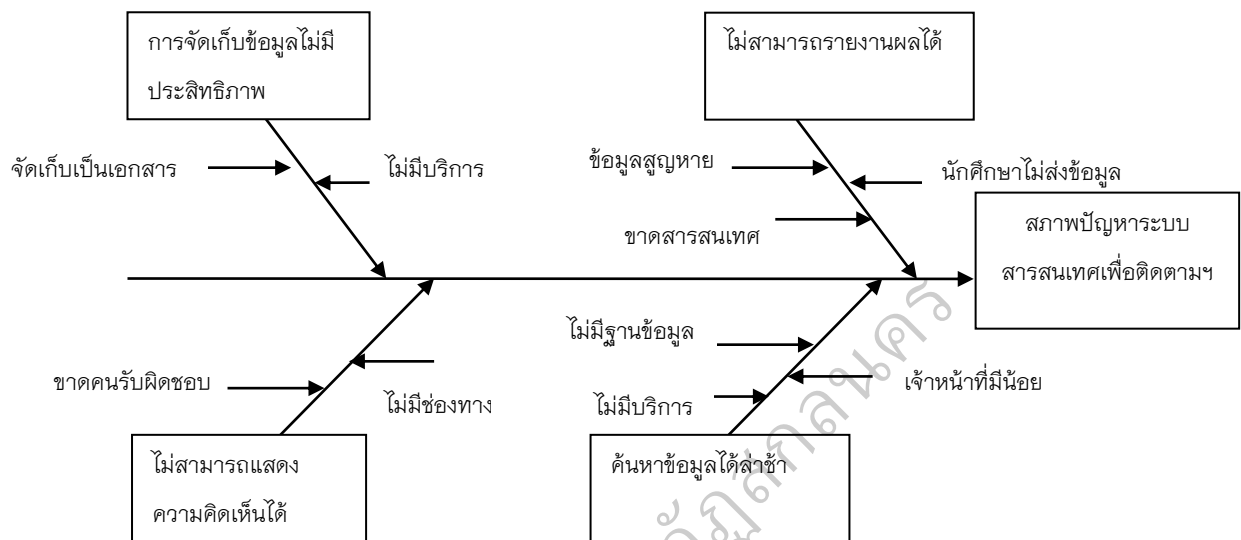 การจัดเก็บข้อมูลไม่มี
ประสิทธิภาพ
ไม่สามารถรายงานผลได้
จัดเก็บเป็นเอกสาร
ไม่มีบริการ
ข้อมูลสูญหาย
นักศึกษาไม่ส่งข้อมูล
ขาดสารสนเทศ
สภาพปัญหาระบบ
สารสนเทศเพื่อติดตามฯ
ไม่มีฐานข้อมูล
ขาดคนรับผิดชอบ
ไม่มีช่องทาง
ไม่มีบริการ
เจ้าหน้าที่มีน้อย
ไม่สามารถแสดง
ความคิดเห็นได้
ค้นหาข้อมูลได้ล่าช้า